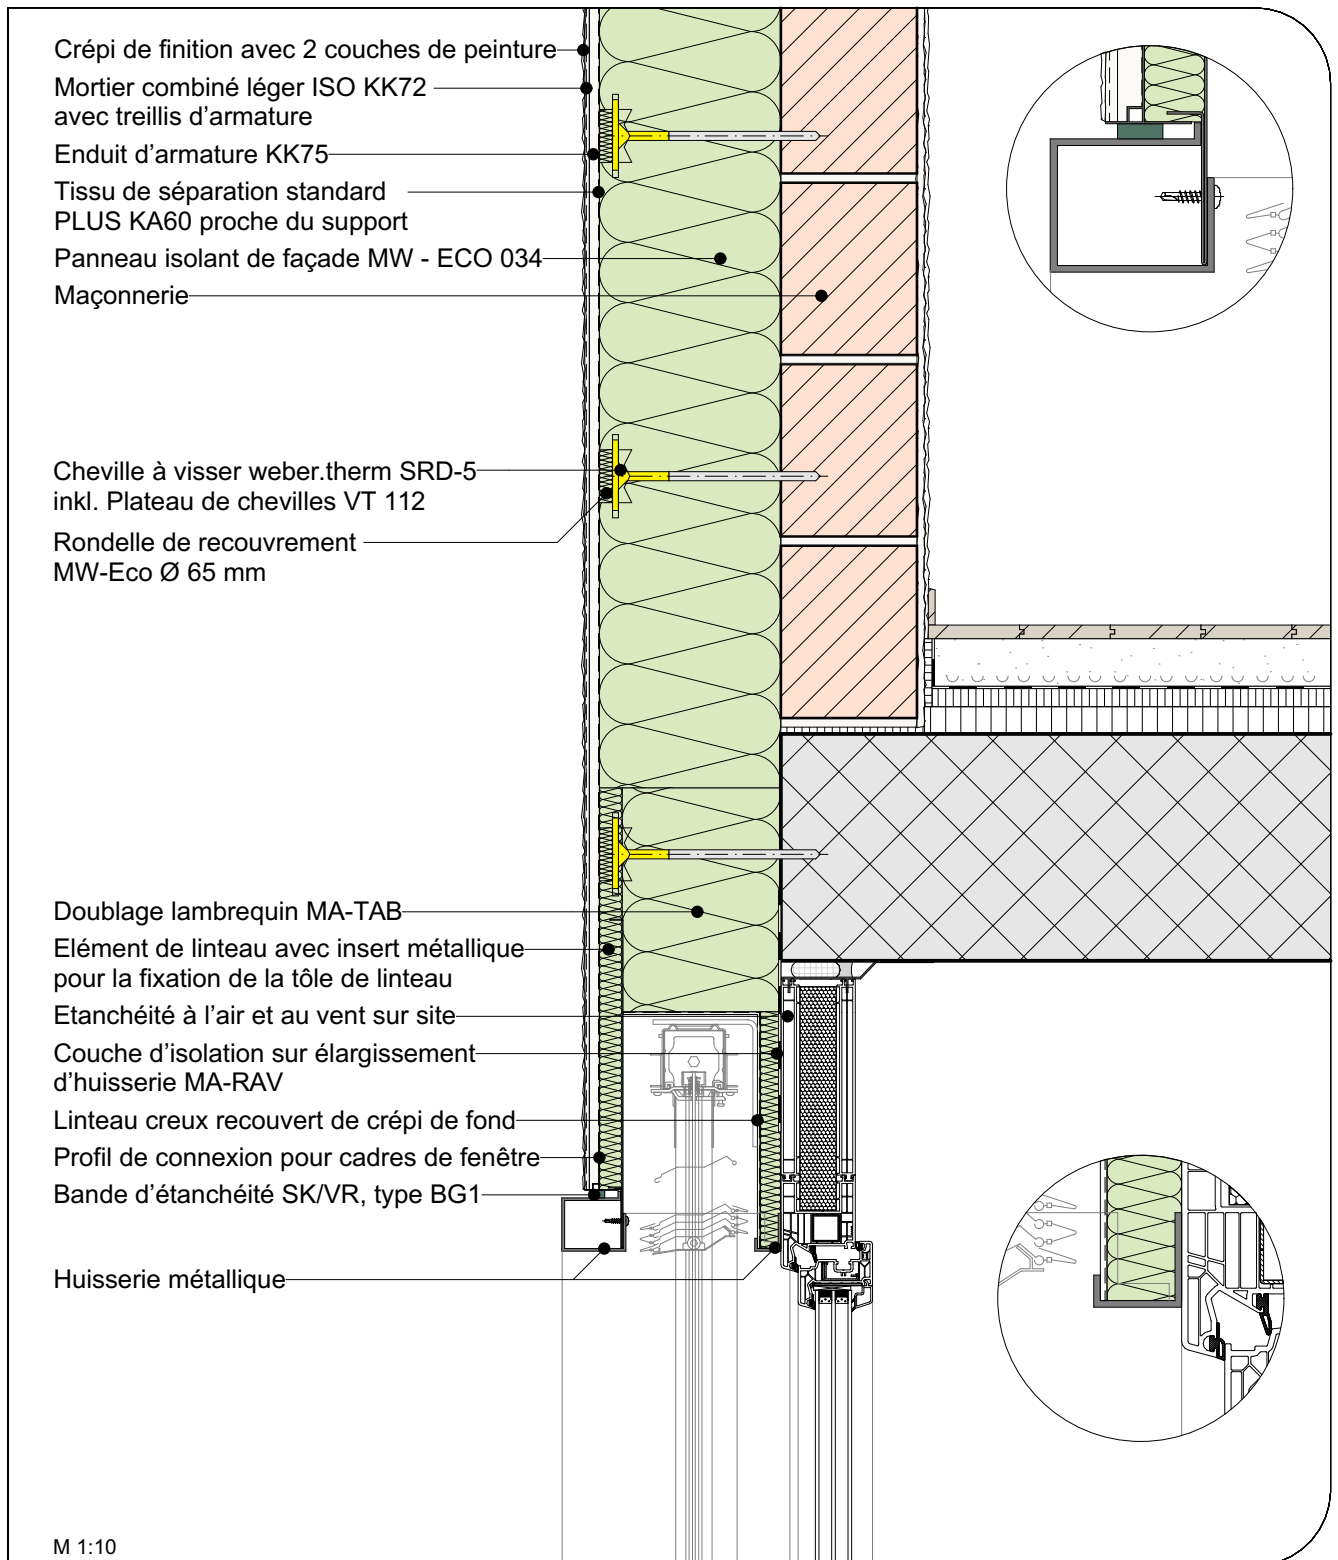 Crépi de finition avec 2 couches de peinture
Mortier combiné léger ISO KK72
avec treillis d’armature
Enduit d’armature KK75
Tissu de séparation standard
PLUS KA60 proche du support
Panneau isolant de façade MW - ECO 034
Maçonnerie
Cheville à visser weber.therm SRD-5
inkl. Plateau de chevilles VT 112
Rondelle de recouvrement
MW-Eco Ø 65 mm
Doublage lambrequin MA-TAB
Elément de linteau avec insert métallique
pour la fixation de la tôle de linteau
Etanchéité à l’air et au vent sur site
Couche d’isolation sur élargissement
d’huisserie MA-RAV
Linteau creux recouvert de crépi de fond
Profil de connexion pour cadres de fenêtre
Bande d’étanchéité SK/VR, type BG1
Huisserie métallique
M 1:10